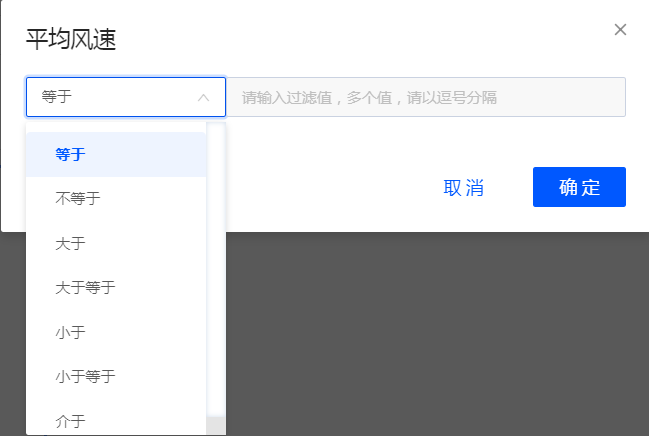 平均风速
等于
请输入过滤值，多个值，请以逗号分隔
等于
不等于
大于
大于等于
小于
小于等于
介于
取消
确定